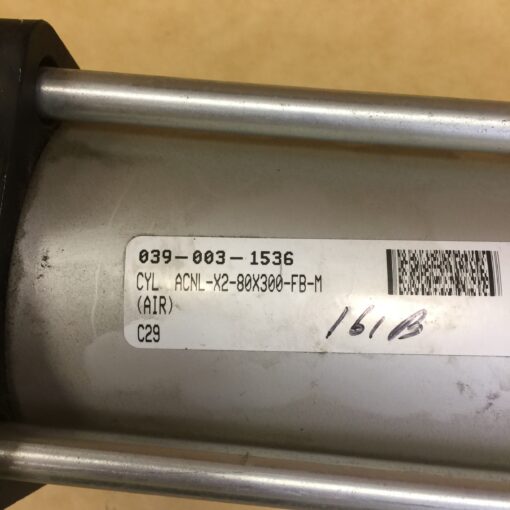 039-003-1536
CYL ACNL-X2-80X300-FB-M
(AIR)
C29
161B